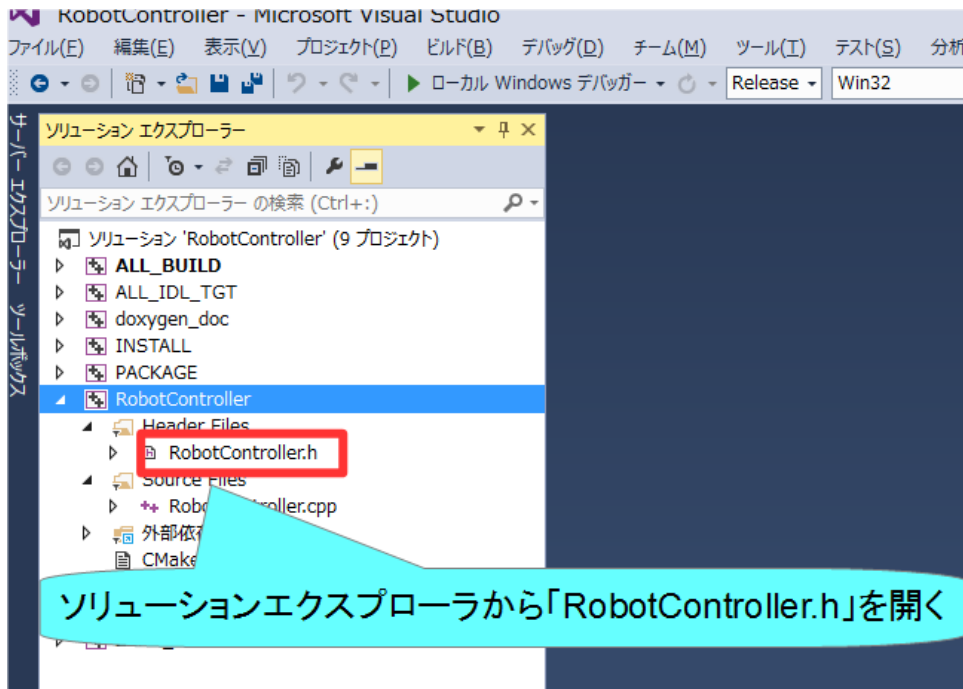 RobotController - Microsoft Visual Studio
ファイル(F) 編集(E) 表示(V) プロジェクト(P) ビルド(B) デバッグ(D) チーム(M) ツール(T) テスト(S) 分析
ローカル Windows デバッガー Release Win32
サーバー エクスプローラー ツールボックス
ソリューション エクスプローラー
ソリューション エクスプローラー の検索 (Ctrl+:)
ソリューション 'RobotController' (9 プロジェクト)
ALL_BUILD
ALL_IDL_TGT
doxygen_doc
INSTALL
PACKAGE
RobotController
Header Files
RobotController.h
Source Files
RobotController.cpp
外部依存
CMake
ソリューションエクスプローラから「RobotController.h」を開く